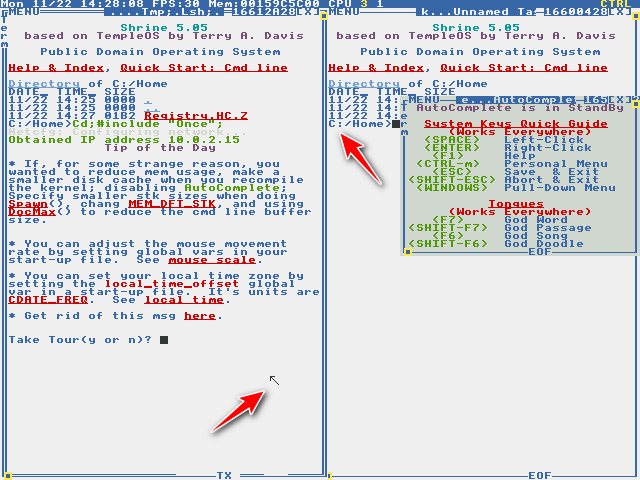 Mon 11/22 14:28:08 FPS:30 Mem:00159C5C00 CPU 3 1 CTRL
MENU ....Tmp;.Lsh;. 16612A28[X]
Shrine 5.05
based on TempleOS by Terry A. Davis
Public Domain Operating System
Help & Index, Quick Start: Cmd line
Directory of C:/Home
DATE_ TIME_ SIZE
11/22 14:25 0000 .
11/22 14:25 0000 ..
11/22 14:27 01B2 Registry.HC.Z
C:/Home>Cd;#include "Once";
Netcfg: Configuring network...
Obtained IP address 10.0.2.15
Tip of the Day
* If, for some strange reason, you
wanted to reduce mem usage, make a
smaller disk cache when you recompile
the kernel; disabling AutoComplete;
Specify smaller stk sizes when doing
Spawn(), chang MEM_DFT_STK, and using
DocMax() to reduce the cmd line buffer
size.
* You can adjust the mouse movement
rate by setting global vars in your
start-up file.  See mouse scale.
* You can set your local time zone by
setting the local_time_offset global
var in a start-up file.  It's units are
CDATE_FREQ.  See local time.
* Get rid of this msg here.
Take Tour(y or n)?
TX
MENU k...Unnamed Tas 16600428[X]
Shrine 5.05
based on TempleOS by Terry A. Davis
Public Domain Operating System
Help & Index, Quick Start: Cmd line
Directory of C:/Home
DATE_ TIME_ SIZE
11/22 14:
11/22 14:
11/22 14:
C:/Home>
MENU e...AutoComple 165[X]
AutoComplete is in StandBy
System Keys Quick Guide
(Works Everywhere)
<SPACE> Left-Click
<ENTER> Right-Click
<F1> Help
<CTRL-m> Personal Menu
<ESC> Save & Exit
<SHIFT-ESC> Abort & Exit
<WINDOWS> Pull-Down Menu
Tongues
(Works Everywhere)
<F7> God Word
<SHIFT-F7> God Passage
<F6> God Song
<SHIFT-F6> God Doodle
EOF
EOF